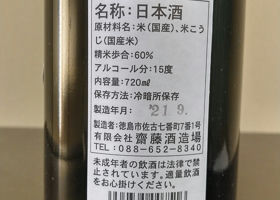 名称：日本酒
原材料名：米（国産）、米こう
じ（国産米）
精米歩合：60％
アルコール分：15度
内容量：720㎖
保存方法：冷暗所保存
製造年月：'21.9.
製造者：徳島市佐古七番町7番1号
有限会社 齋藤酒造場
TEL：088-652-8340
未成年者の飲酒は法律で禁
止されています。適量飲酒
をお心掛けください。